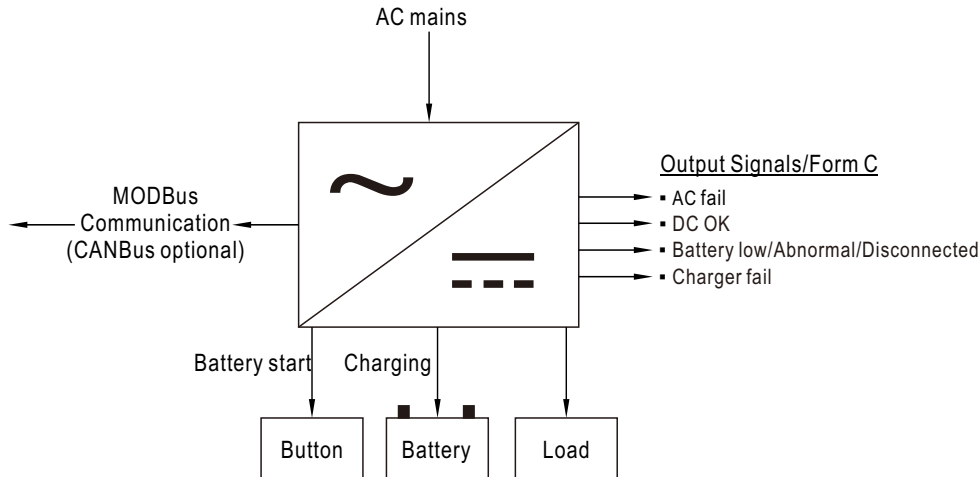 AC mains
Output Signals/Form C
▪ AC fail
▪ DC OK
▪ Battery low/Abnormal/Disconnected
▪ Charger fail
MODBus
Communication
(CANBus optional)
Battery start
Charging
Button
Battery
Load